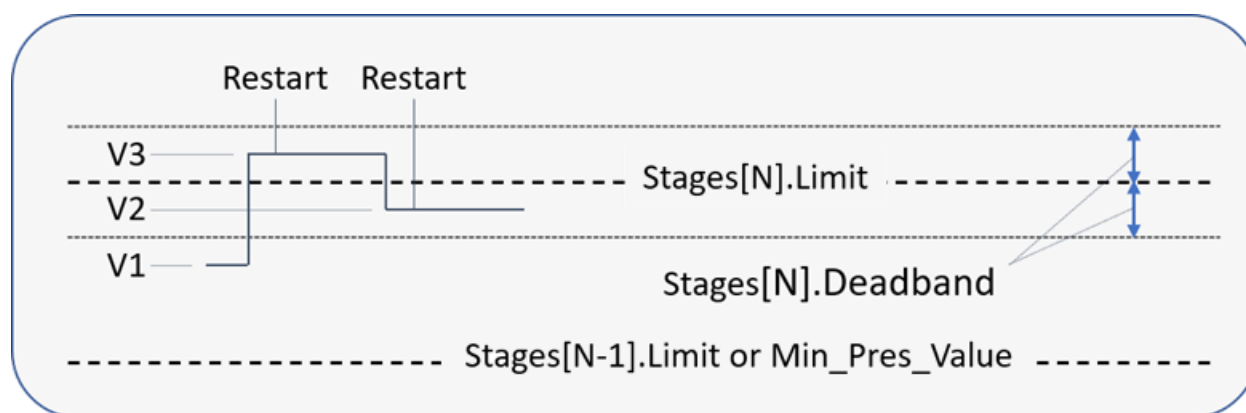 Restart Restart
V3
Stages[N].Limit
V2
V1
Stages[N].Deadband
Stages[N-1].Limit or Min_Pres_Value